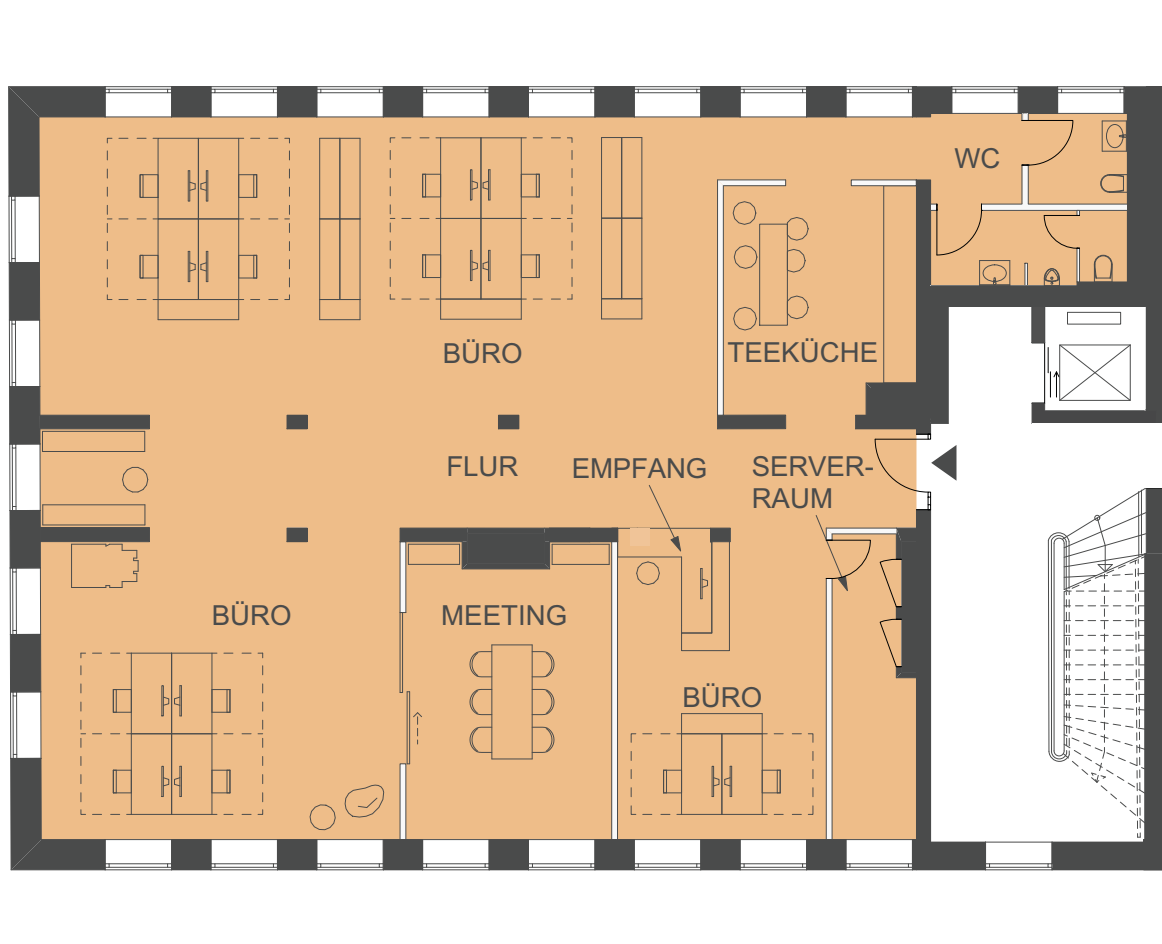 WC
BÜRO
TEEKÜCHE
FLUR
EMPFANG
SERVER-
RAUM
BÜRO
MEETING
BÜRO